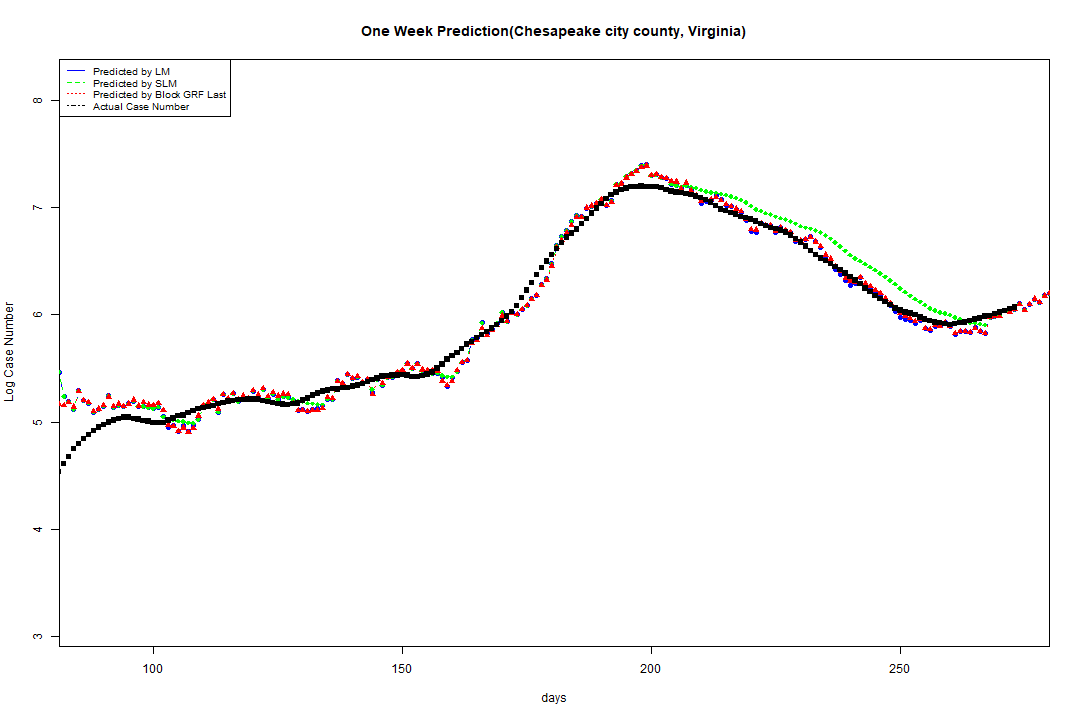 One Week Prediction(Chesapeake city county, Virginia)
Predicted by LM
Predicted by SLM
Predicted by Block GRF Last
Actual Case Number
8
7
6
5
4
3
Log Case Number
100 150 200 250
days